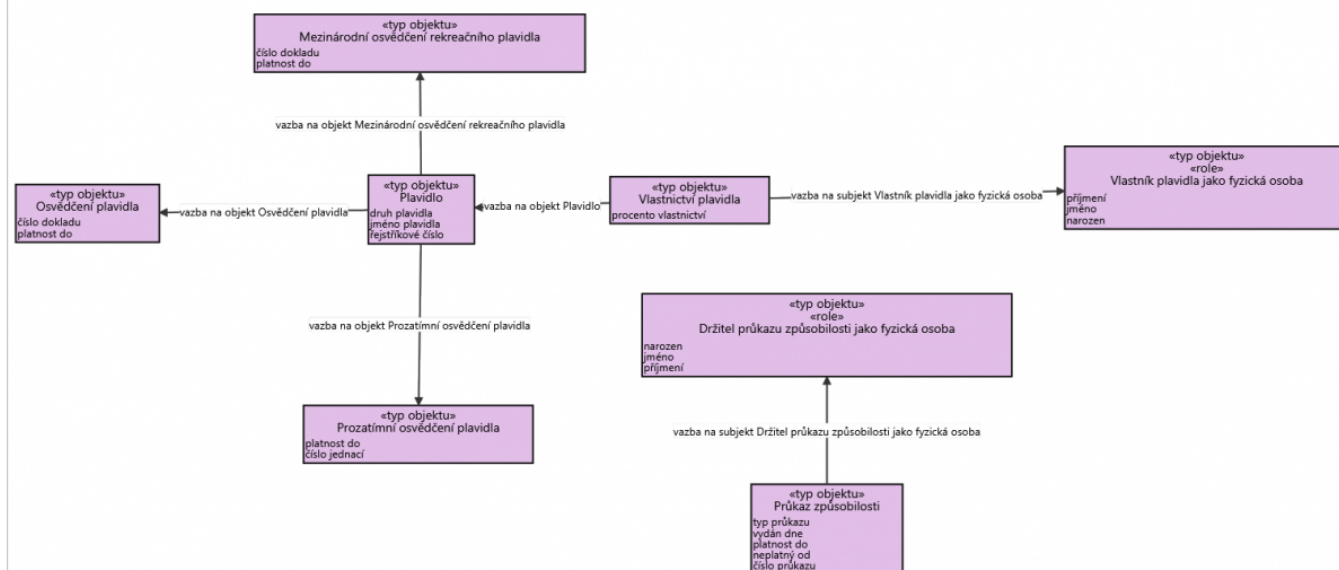 «typ objektu»
Mezinárodní osvědčení rekreačního plavidla
číslo dokladu
platnost do
vazba na objekt Mezinárodní osvědčení rekreačního plavidla
«typ objektu»
Osvědčení plavidla
číslo dokladu
platnost do
vazba na objekt Osvědčení plavidla
«typ objektu»
Plavidlo
druh plavidla
jméno plavidla
rejstříkové číslo
vazba na objekt Plavidlo
«typ objektu»
Vlastnictví plavidla
procento vlastnictví
vazba na subjekt Vlastník plavidla jako fyzická osoba
«typ objektu»
«role»
Vlastník plavidla jako fyzická osoba
příjmení
jméno
narozen
vazba na objekt Prozatímní osvědčení plavidla
«typ objektu»
Prozatímní osvědčení plavidla
platnost do
číslo jednací
«typ objektu»
«role»
Držitel průkazu způsobilosti jako fyzická osoba
narozen
jméno
příjmení
vazba na subjekt Držitel průkazu způsobilosti jako fyzická osoba
«typ objektu»
Průkaz způsobilosti
typ průkazu
vydán dne
platnost do
neplatný od
číslo průkazu